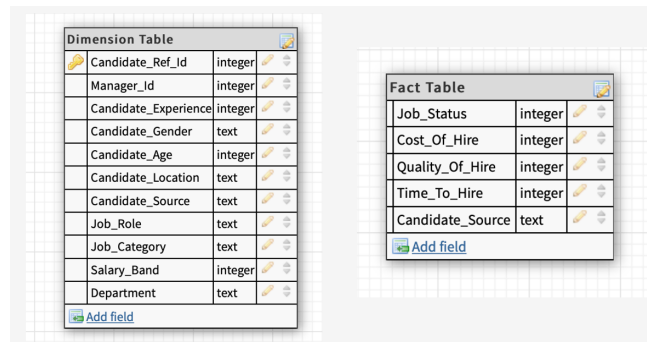 Dimension Table
Candidate_Ref_Id integer
Manager_Id integer
Candidate_Experience integer
Candidate_Gender text
Candidate_Age integer
Candidate_Location text
Candidate_Source text
Job_Role text
Job_Category text
Salary_Band integer
Department text
Add field
Fact Table
Job_Status integer
Cost_Of_Hire integer
Quality_Of_Hire integer
Time_To_Hire integer
Candidate_Source text
Add field